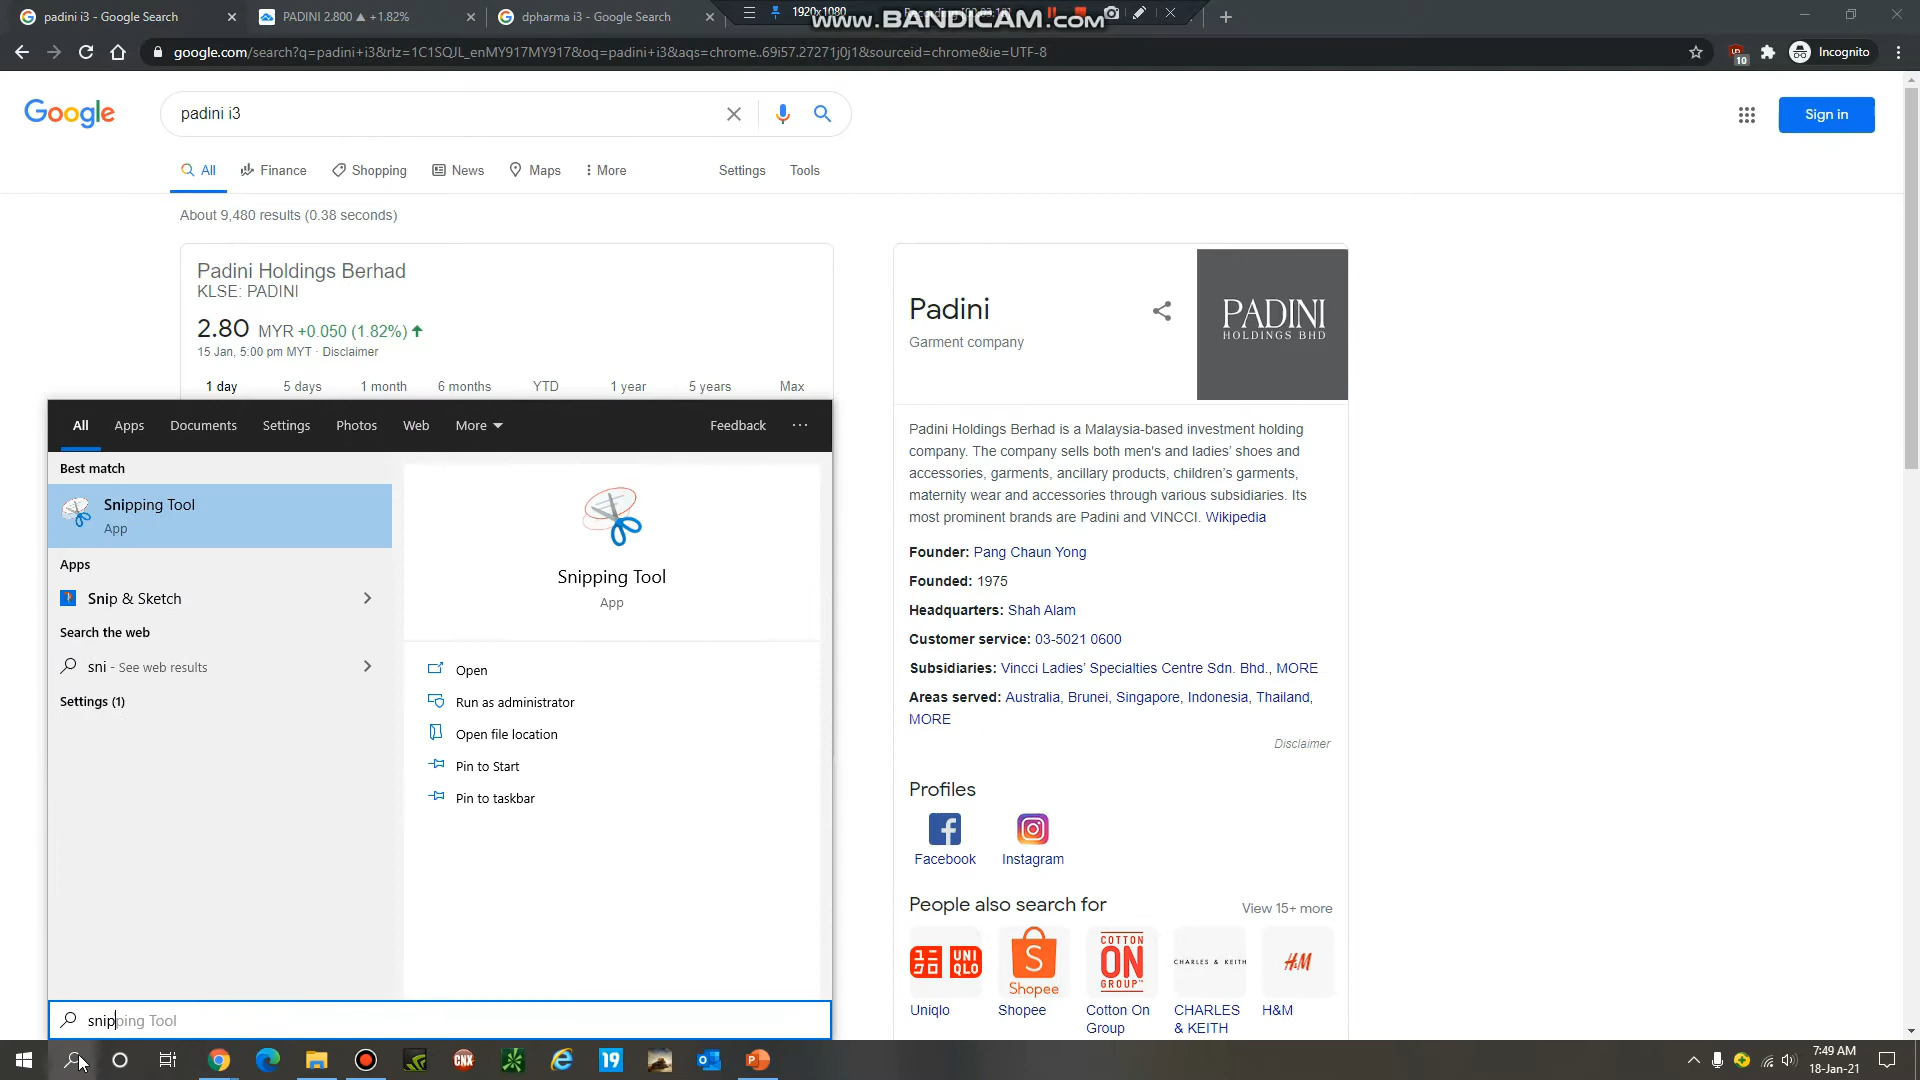 padini i3 - Google Search
PADINI 2.800 ▲ +1.82%
dpharma i3 - Google Search
1920x1080
www.BANDICAM.com
google.com/search?q=padini+i3&rlz=1C1SQJL_enMY917MY917&oq=padini+i3&aqs=chrome..69i57.27271j0j1&sourceid=chrome&ie=UTF-8
10
Incognito
Google
padini i3
Sign in
All
Finance
Shopping
News
Maps
More
Settings
Tools
About 9,480 results (0.38 seconds)
Padini Holdings Berhad
KLSE: PADINI
2.80 MYR +0.050 (1.82%)
15 Jan, 5:00 pm MYT · Disclaimer
1 day
5 days
1 month
6 months
YTD
1 year
5 years
Max
All
Apps
Documents
Settings
Photos
Web
More
Feedback
Best match
Snipping Tool
App
Apps
Snip & Sketch
Search the web
sni - See web results
Settings (1)
Snipping Tool
App
Open
Run as administrator
Open file location
Pin to Start
Pin to taskbar
snipping Tool
Padini
Garment company
PADINI
HOLDINGS BHD
Padini Holdings Berhad is a Malaysia-based investment holding
company. The company sells both men's and ladies' shoes and
accessories, garments, ancillary products, children's garments,
maternity wear and accessories through various subsidiaries. Its
most prominent brands are Padini and VINCCI. Wikipedia
Founder: Pang Chaun Yong
Founded: 1975
Headquarters: Shah Alam
Customer service: 03-5021 0600
Subsidiaries: Vincci Ladies' Specialties Centre Sdn. Bhd., MORE
Areas served: Australia, Brunei, Singapore, Indonesia, Thailand,
MORE
Disclaimer
Profiles
Facebook
Instagram
People also search for
View 15+ more
UNI
QLO
S
Shopee
COTTON
ON
GROUP
CHARLES & KEITH
H&M
Uniqlo
Shopee
Cotton On
Group
CHARLES
& KEITH
H&M
CNX
19
7:49 AM
18-Jan-21